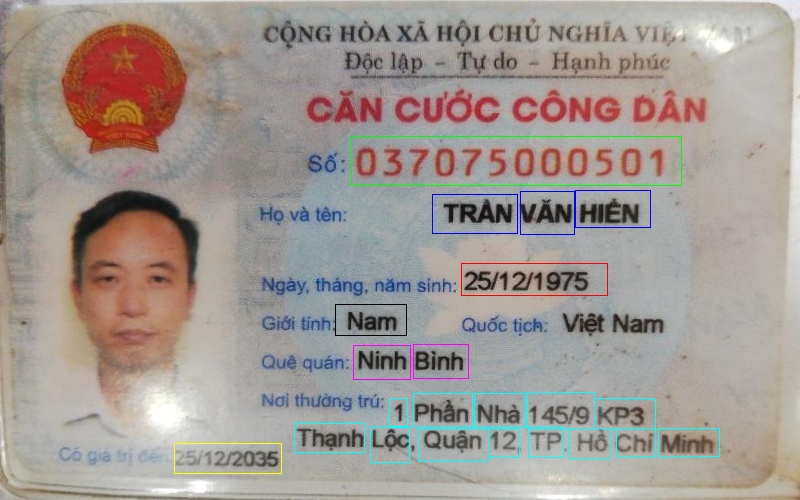 CỘNG HÒA XÃ HỘI CHỦ NGHĨA VIỆT NAM
Độc lập - Tự do - Hạnh phúc
CĂN CƯỚC CÔNG DÂN
Số: 037075000501
Họ và tên: TRẦN VĂN HIẾN
Ngày, tháng, năm sinh: 25/12/1975
Giới tính: Nam Quốc tịch: Việt Nam
Quê quán: Ninh Bình
Nơi thường trú: 1 Phần Nhà 145/9 KP3
Thạnh Lộc, Quận 12, TP. Hồ Chí Minh
Có giá trị đến: 25/12/2035